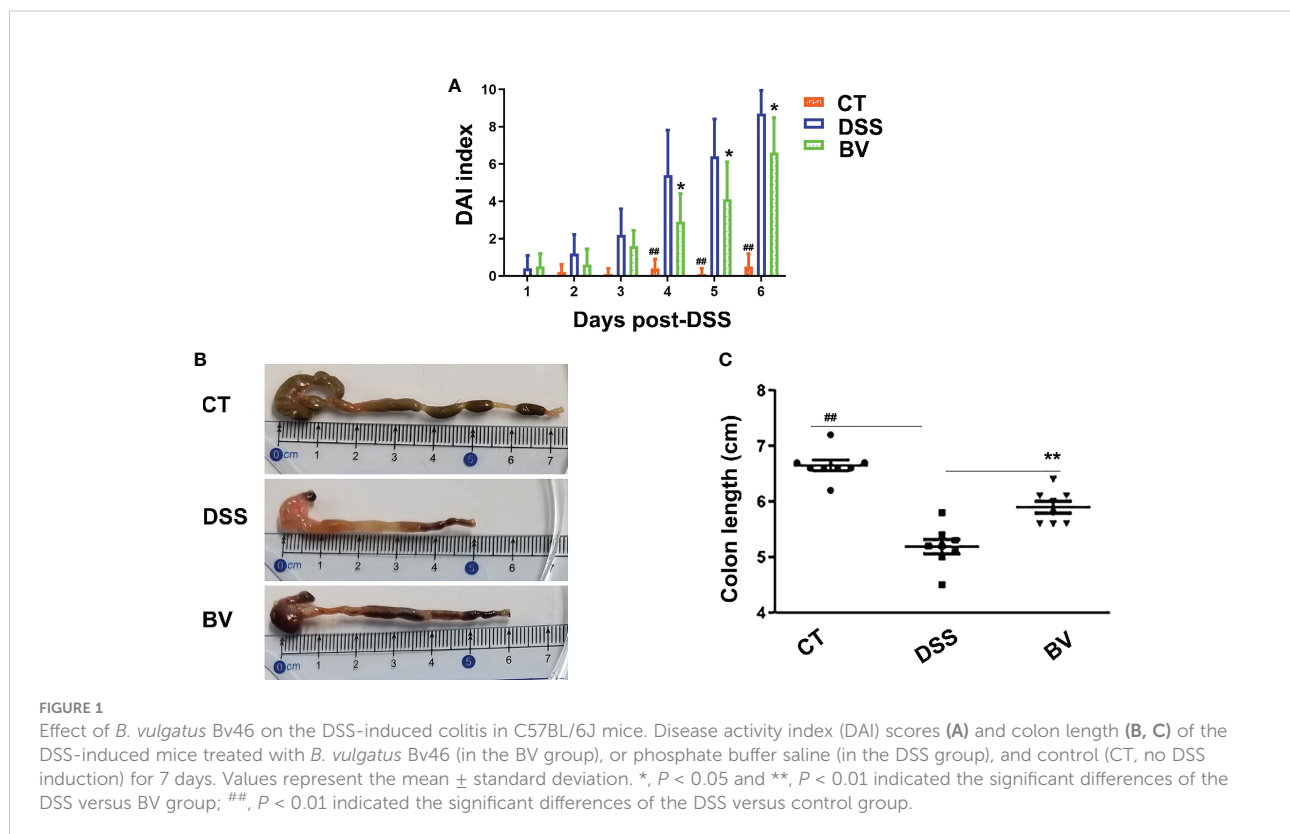 A
10
8
6
4
2
0
DAI index
CT
DSS
BV
*
*
*
##
##
##
1 2 3 4 5 6
Days post-DSS
B
CT
0 cm 1 2 3 4 5 6 7
DSS
0 cm 1 2 3 4 5 6 7
BV
0 cm 1 2 3 4 5 6 7
C
8
7
6
5
4
Colon length (cm)
##
**
CT
DSS
BV
FIGURE 1
Effect of B. vulgatus Bv46 on the DSS-induced colitis in C57BL/6J mice. Disease activity index (DAI) scores (A) and colon length (B, C) of the
DSS-induced mice treated with B. vulgatus Bv46 (in the BV group), or phosphate buffer saline (in the DSS group), and control (CT, no DSS
induction) for 7 days. Values represent the mean ± standard deviation. *, P < 0.05 and **, P < 0.01 indicated the significant differences of the
DSS versus BV group; ##, P < 0.01 indicated the significant differences of the DSS versus control group.